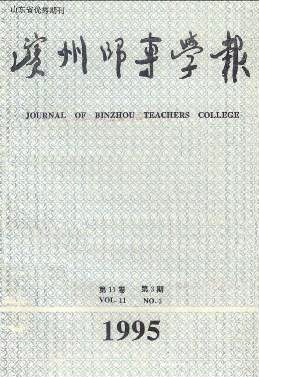 山东省优秀期刊
滨州师专学报
JOURNAL OF BINZHOU TEACHERS COLLEGE
第11卷 第3期
VOL·11 NO·3
1995